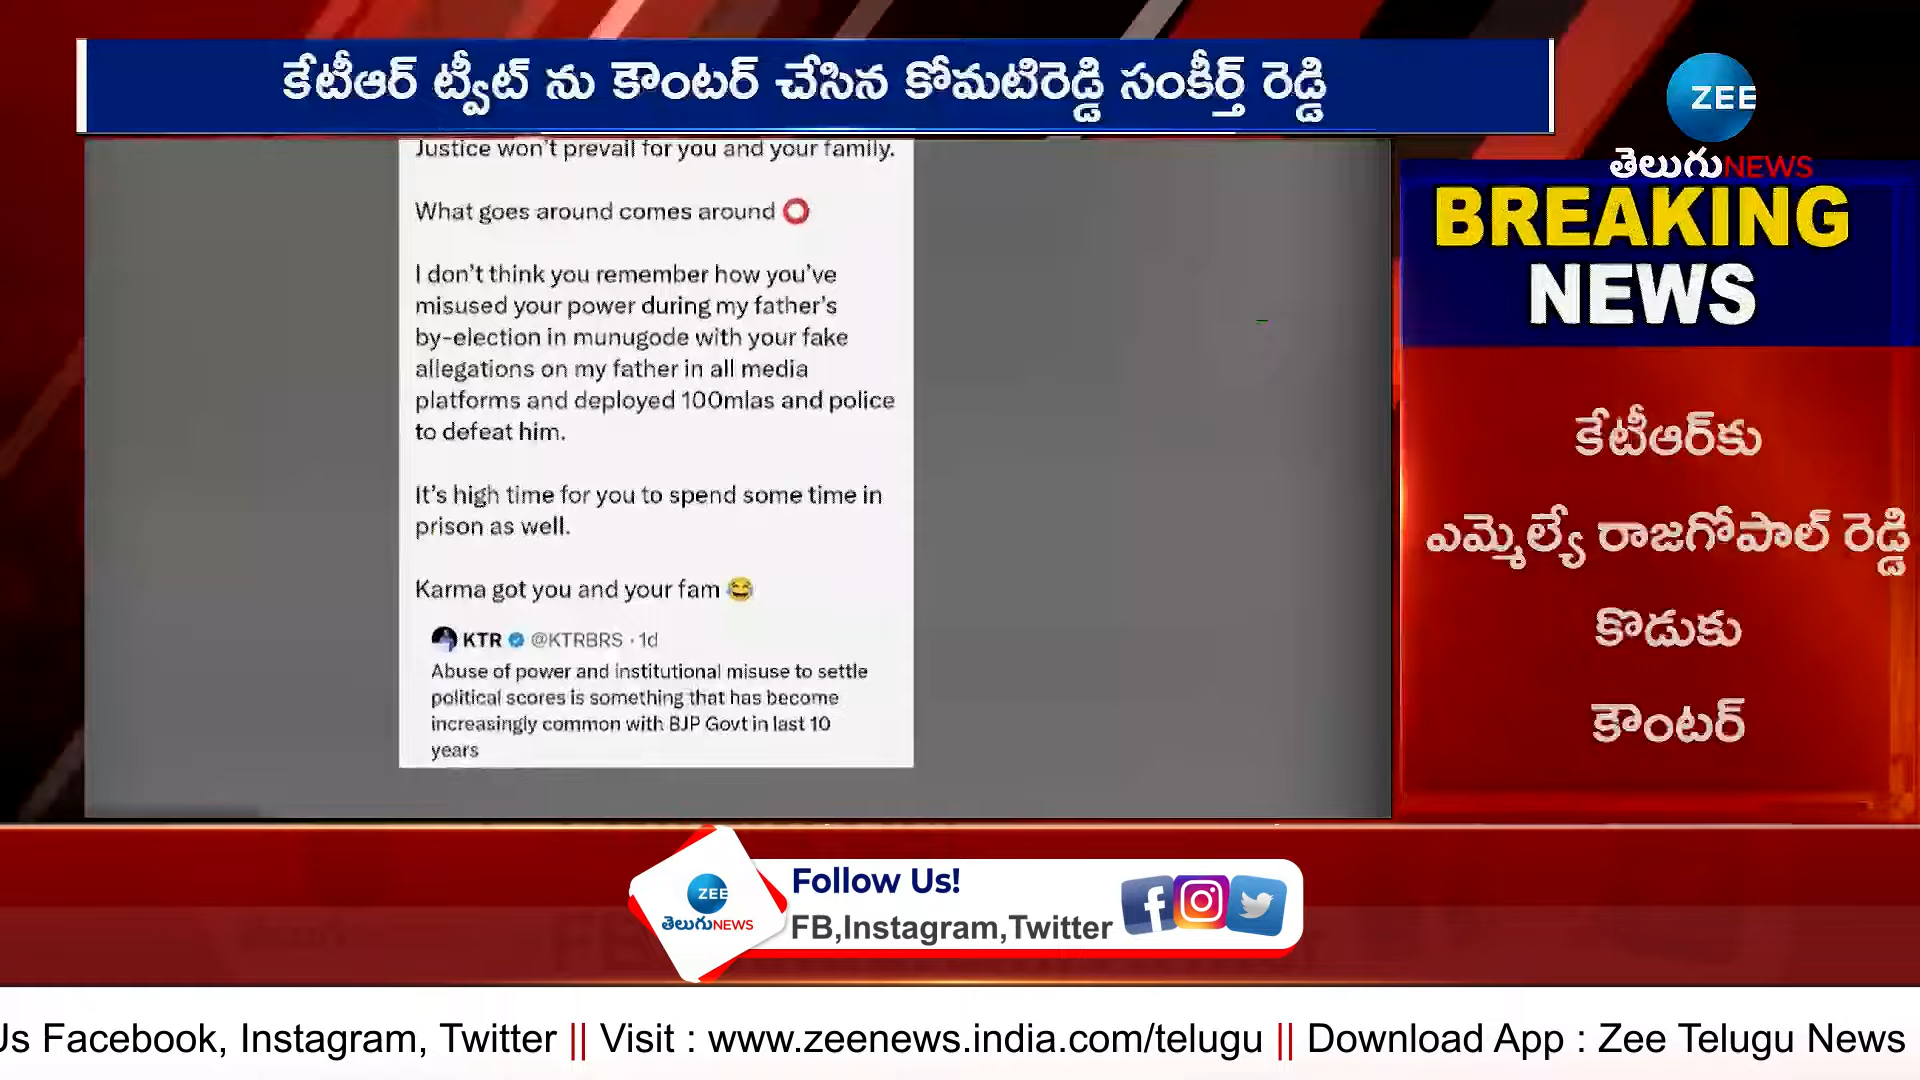 కేటీఆర్ ట్వీట్ ను కౌంటర్ చేసిన కోమటిరెడ్డి సంకీర్త్ రెడ్డి
ZEE
తెలుగుNEWS
BREAKING
NEWS
Justice won't prevail for you and your family.
What goes around comes around ⭕
I don't think you remember how you've
misused your power during my father's
by-election in munugode with your fake
allegations on my father in all media
platforms and deployed 100mlas and police
to defeat him.
It's high time for you to spend some time in
prison as well.
Karma got you and your fam 😂
KTR @KTRBRS · 1d
Abuse of power and institutional misuse to settle
political scores is something that has become
increasingly common with BJP Govt in last 10
years
కేటీఆర్‌కు
ఎమ్మెల్యే రాజగోపాల్ రెడ్డి
కొడుకు
కౌంటర్
ZEE
తెలుగుNEWS
Follow Us!
FB,Instagram,Twitter
Us Facebook, Instagram, Twitter || Visit : www.zeenews.india.com/telugu || Download App : Zee Telugu News